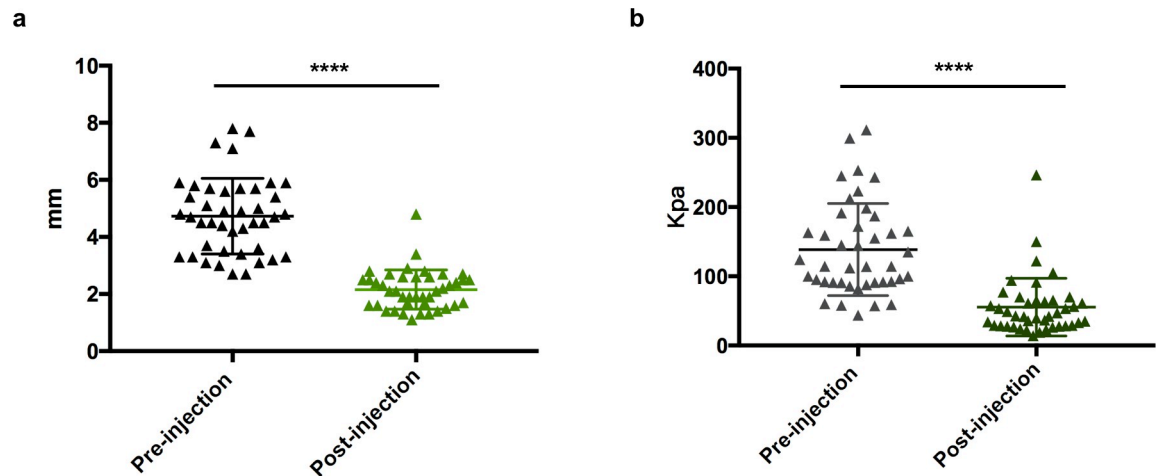 a
b
****
****
10
8
6
4
2
0
mm
Pre-injection
Post-injection
400
300
200
100
0
Kpa
Pre-injection
Post-injection